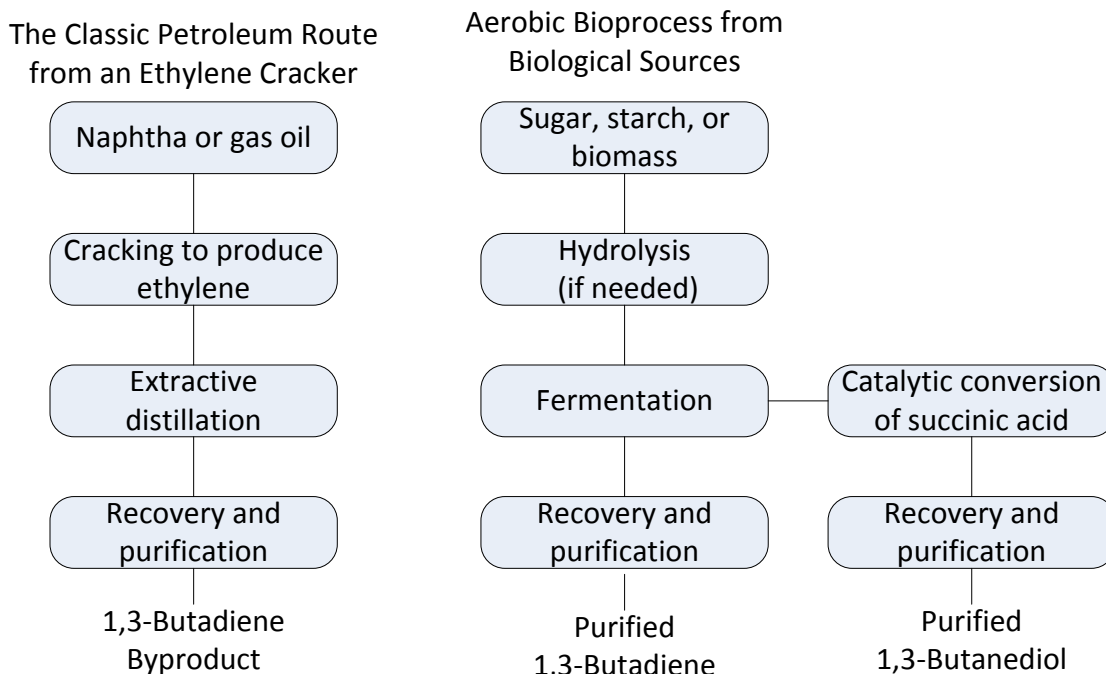 The Classic Petroleum Route
from an Ethylene Cracker
Naphtha or gas oil
Cracking to produce
ethylene
Extractive
distillation
Recovery and
purification
1,3-Butadiene
Byproduct
Aerobic Bioprocess from
Biological Sources
Sugar, starch, or
biomass
Hydrolysis
(if needed)
Fermentation
Recovery and
purification
Purified
1,3-Butadiene
Catalytic conversion
of succinic acid
Recovery and
purification
Purified
1,3-Butanediol